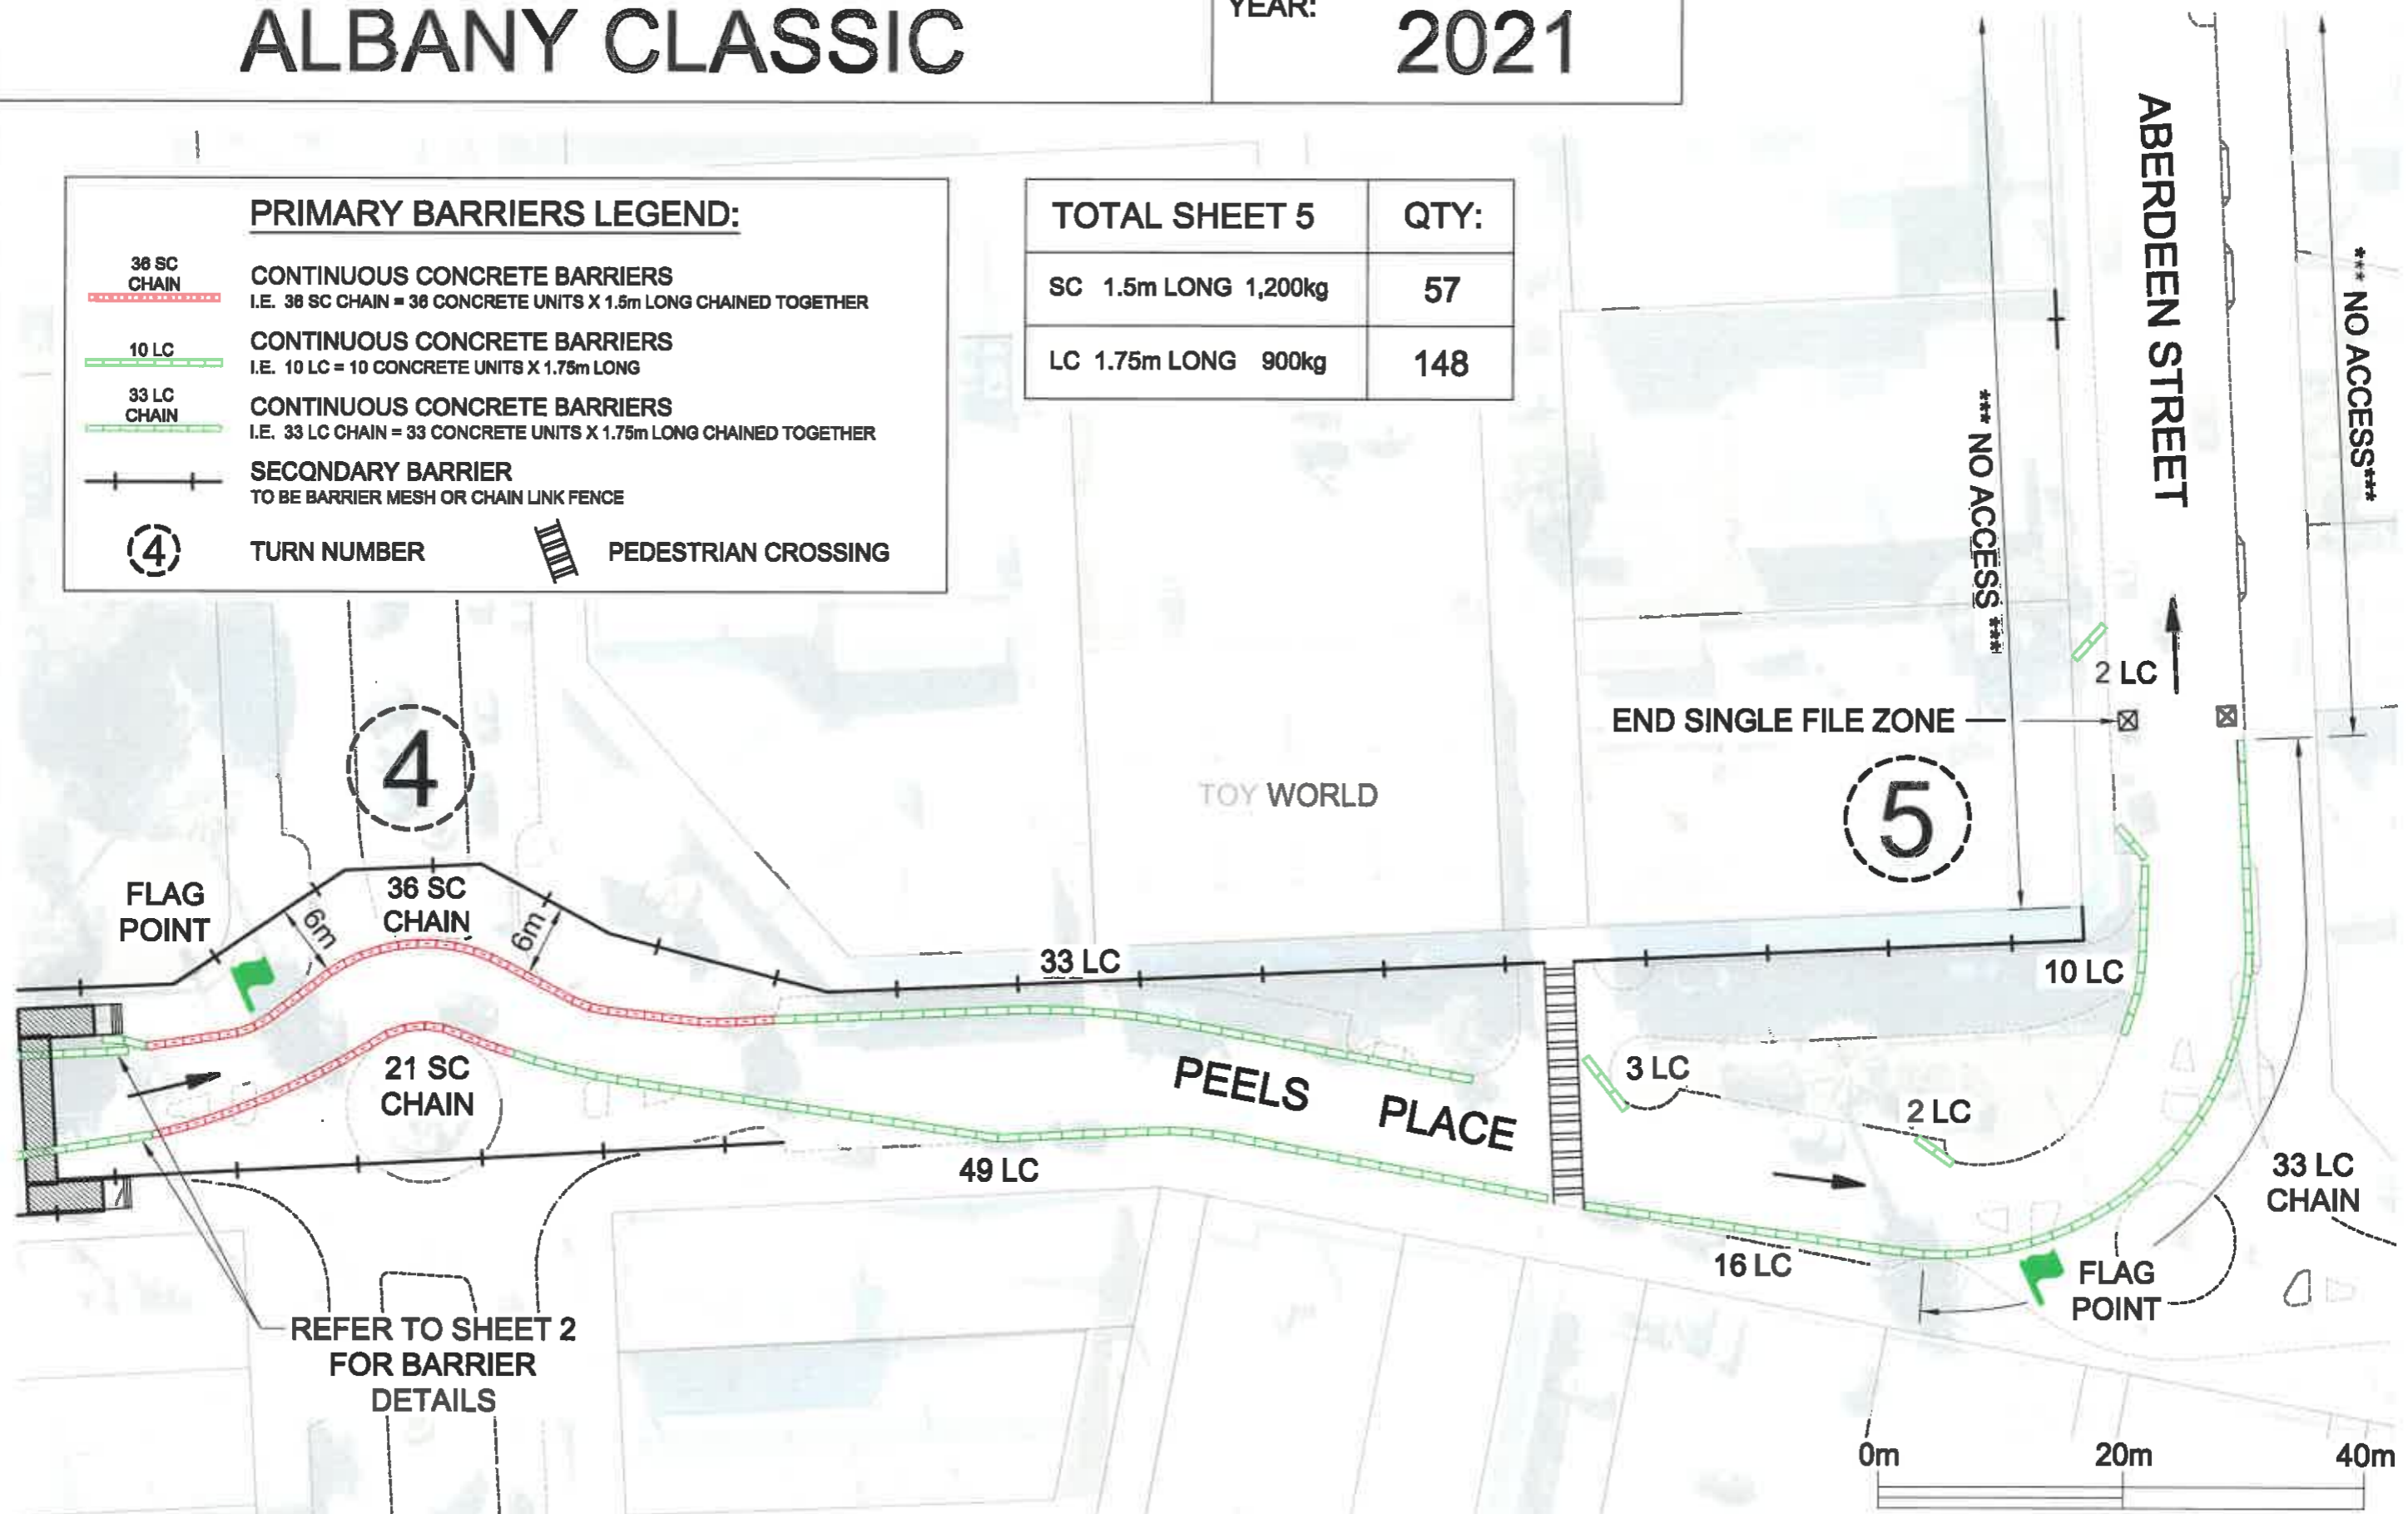 ALBANY CLASSIC
YEAR:
2021
PRIMARY BARRIERS LEGEND:
36 SC
CHAIN
CONTINUOUS CONCRETE BARRIERS
I.E. 36 SC CHAIN = 36 CONCRETE UNITS X 1.5m LONG CHAINED TOGETHER
10 LC
CONTINUOUS CONCRETE BARRIERS
I.E. 10 LC = 10 CONCRETE UNITS X 1.75m LONG
33 LC
CHAIN
CONTINUOUS CONCRETE BARRIERS
I.E. 33 LC CHAIN = 33 CONCRETE UNITS X 1.75m LONG CHAINED TOGETHER
SECONDARY BARRIER
TO BE BARRIER MESH OR CHAIN LINK FENCE
4
TURN NUMBER
PEDESTRIAN CROSSING
TOTAL SHEET 5
QTY:
SC 1.5m LONG 1,200kg
57
LC 1.75m LONG 900kg
148
ABERDEEN STREET
*** NO ACCESS***
*** NO ACCESS ***
2 LC
END SINGLE FILE ZONE
4
5
TOY WORLD
FLAG
POINT
36 SC
CHAIN
6m
6m
33 LC
10 LC
21 SC
CHAIN
PEELS PLACE
3 LC
2 LC
49 LC
33 LC
CHAIN
16 LC
FLAG
POINT
REFER TO SHEET 2
FOR BARRIER
DETAILS
0m
20m
40m